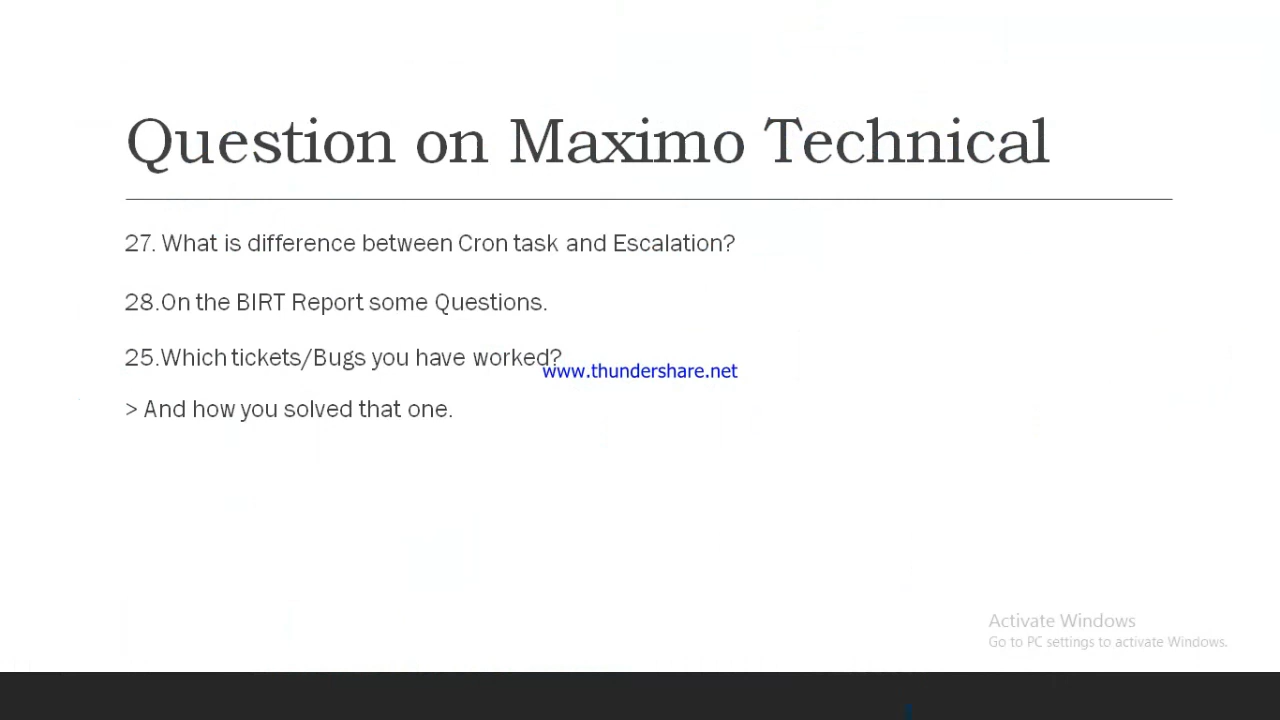 Question on Maximo Technical
27. What is difference between Cron task and Escalation?
28.On the BIRT Report some Questions.
25.Which tickets/Bugs you have worked?
www.thundershare.net
> And how you solved that one.
Activate Windows
Go to PC settings to activate Windows.